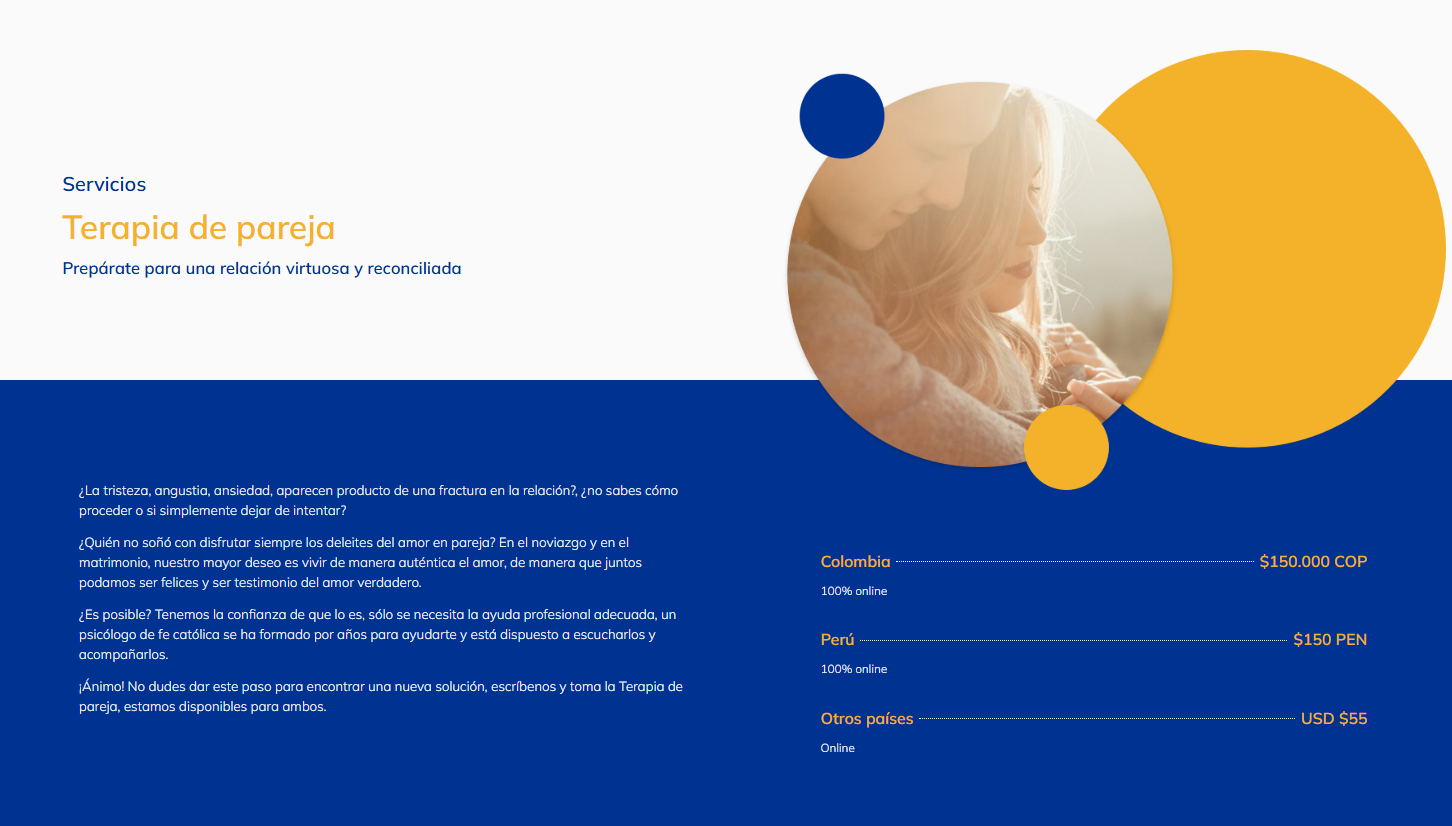 Servicios
Terapia de pareja
Prepárate para una relación virtuosa y reconciliada
¿La tristeza, angustia, ansiedad, aparecen producto de una fractura en la relación?, ¿no sabes cómo
proceder o si simplemente dejar de intentar?
¿Quién no soñó con disfrutar siempre los deleites del amor en pareja? En el noviazgo y en el
matrimonio, nuestro mayor deseo es vivir de manera auténtica el amor, de manera que juntos
podamos ser felices y ser testimonio del amor verdadero.
¿Es posible? Tenemos la confianza de que lo es, sólo se necesita la ayuda profesional adecuada, un
psicólogo de fe católica se ha formado por años para ayudarte y está dispuesto a escucharlos y
acompañarlos.
¡Ánimo! No dudes dar este paso para encontrar una nueva solución, escríbenos y toma la Terapia de
pareja, estamos disponibles para ambos.
Colombia $150.000 COP
100% online
Perú $150 PEN
100% online
Otros países USD $55
Online